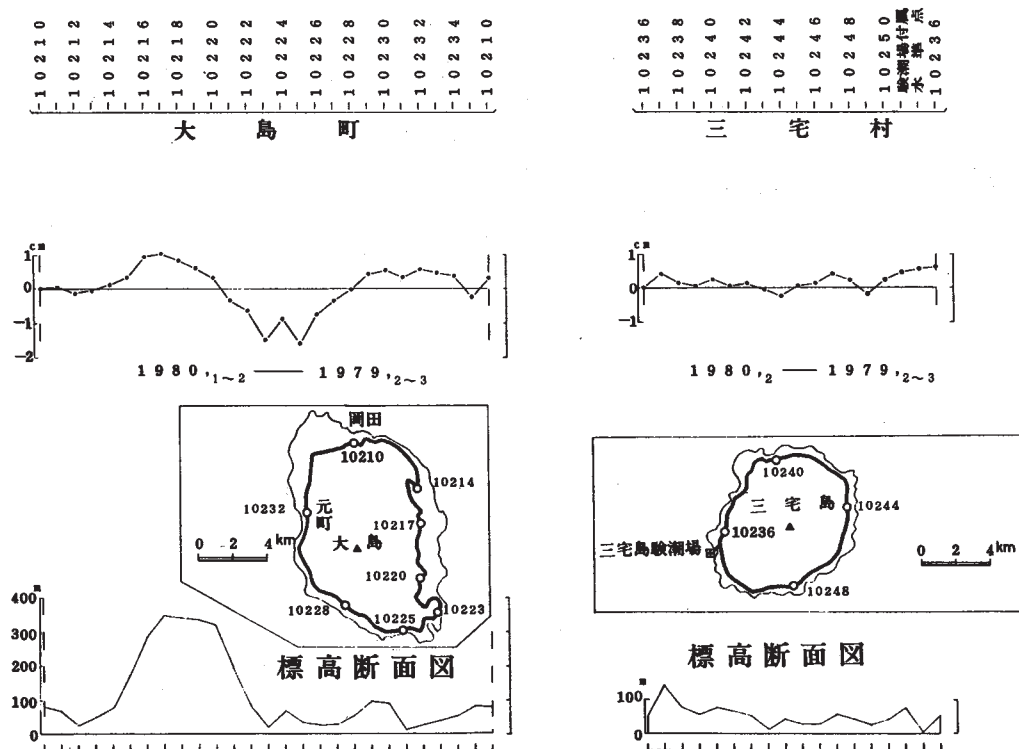 10210 10212 10214 10216 10218 10220 10222 10224 10226 10228 10230 10232 10234 10210
大島町
10236 10238 10240 10242 10244 10246 10248 10250 験潮場付属水準点 10236
三宅村
cm
1
0
-1
-2
1980,1~2 — 1979,2~3
cm
1
0
-1
1980,2 — 1979,2~3
岡田
10210
10214
10232
元町
10217
大島
0 2 4 km
10220
10228
10225
10223
10240
三宅島
10244
10236
三宅島験潮場
0 2 4 km
10248
m
400
300
200
100
0
標高断面図
m
100
0
標高断面図